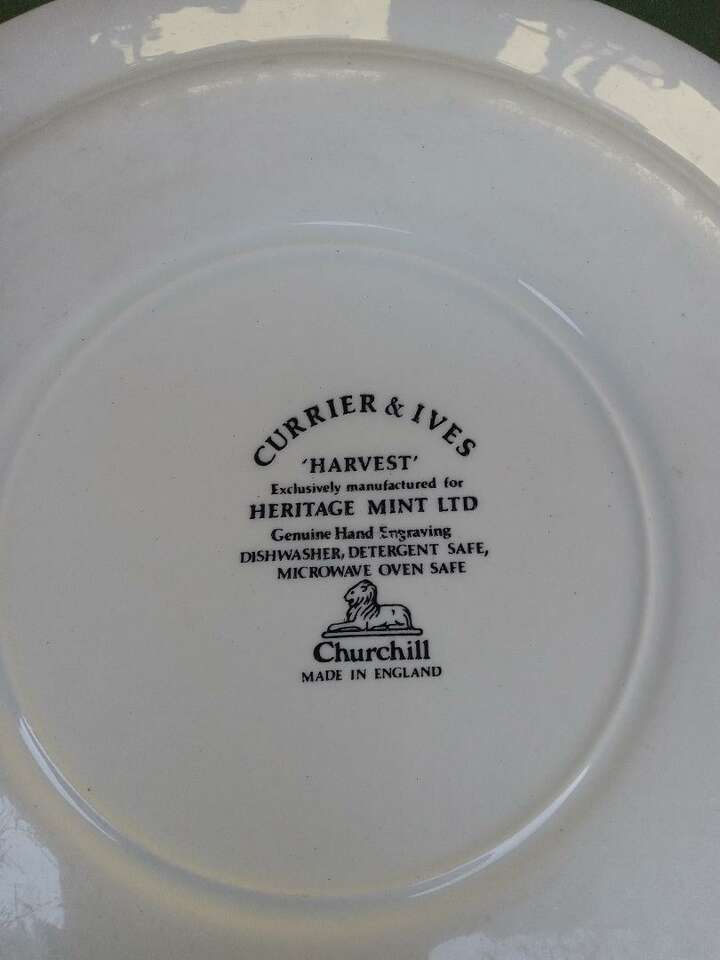 CURRIER & IVES
'HARVEST'
Exclusively manufactured for
HERITAGE MINT LTD
Genuine Hand Engraving
DISHWASHER, DETERGENT SAFE,
MICROWAVE OVEN SAFE
Churchill
MADE IN ENGLAND